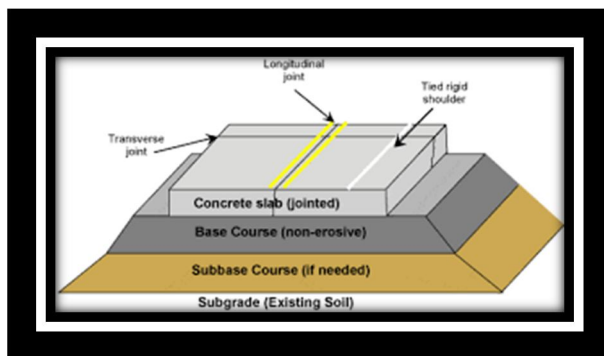 Longitudinal
joint
Tied rigid
shoulder
Transverse
joint
Concrete slab (jointed)
Base Course (non-erosive)
Subbase Course (if needed)
Subgrade (Existing Soil)